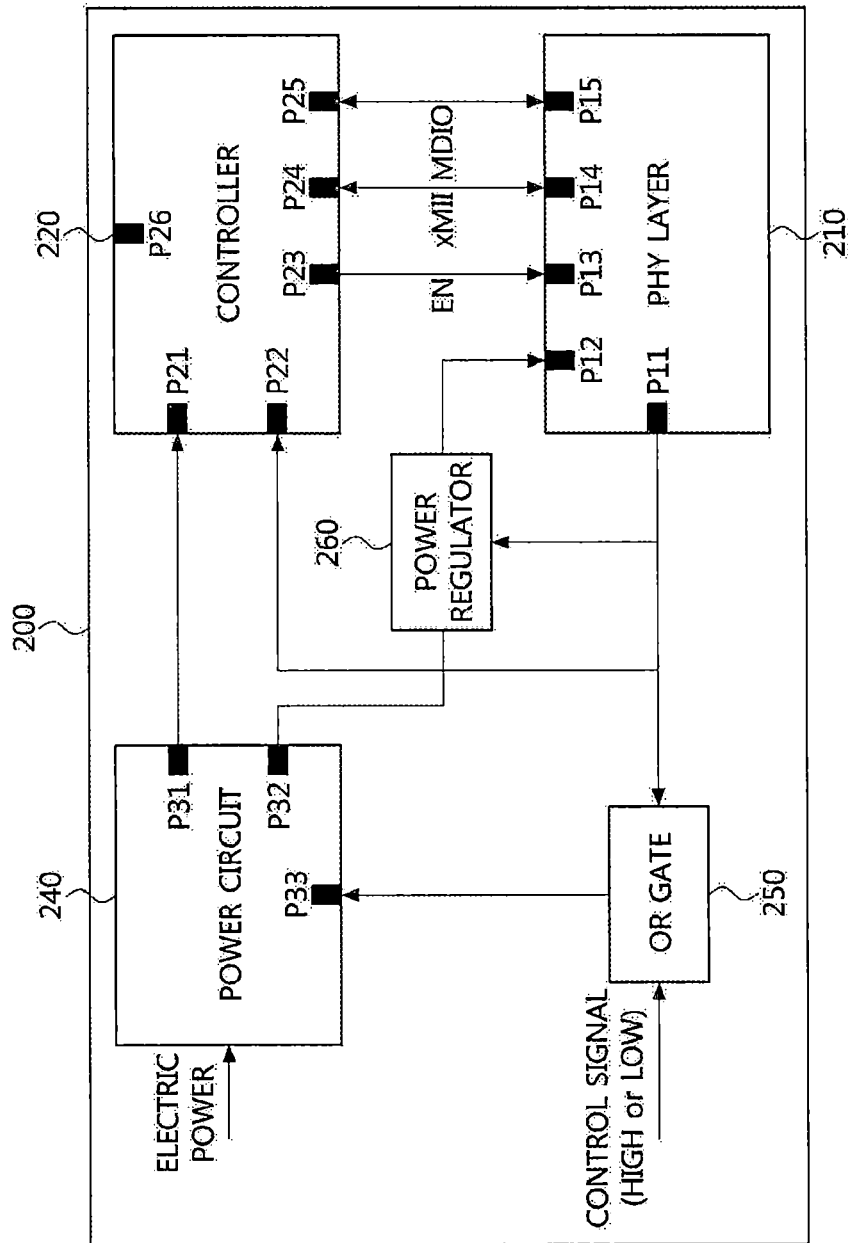 200
240
ELECTRIC
POWER
POWER CIRCUIT
P31
P32
P33
260
POWER
REGULATOR
220
CONTROLLER
P21
P22
P23
P24
P25
P26
EN
xMII
MDIO
P11
P12
P13
P14
P15
PHY LAYER
210
CONTROL SIGNAL
(HIGH or LOW)
OR GATE
250